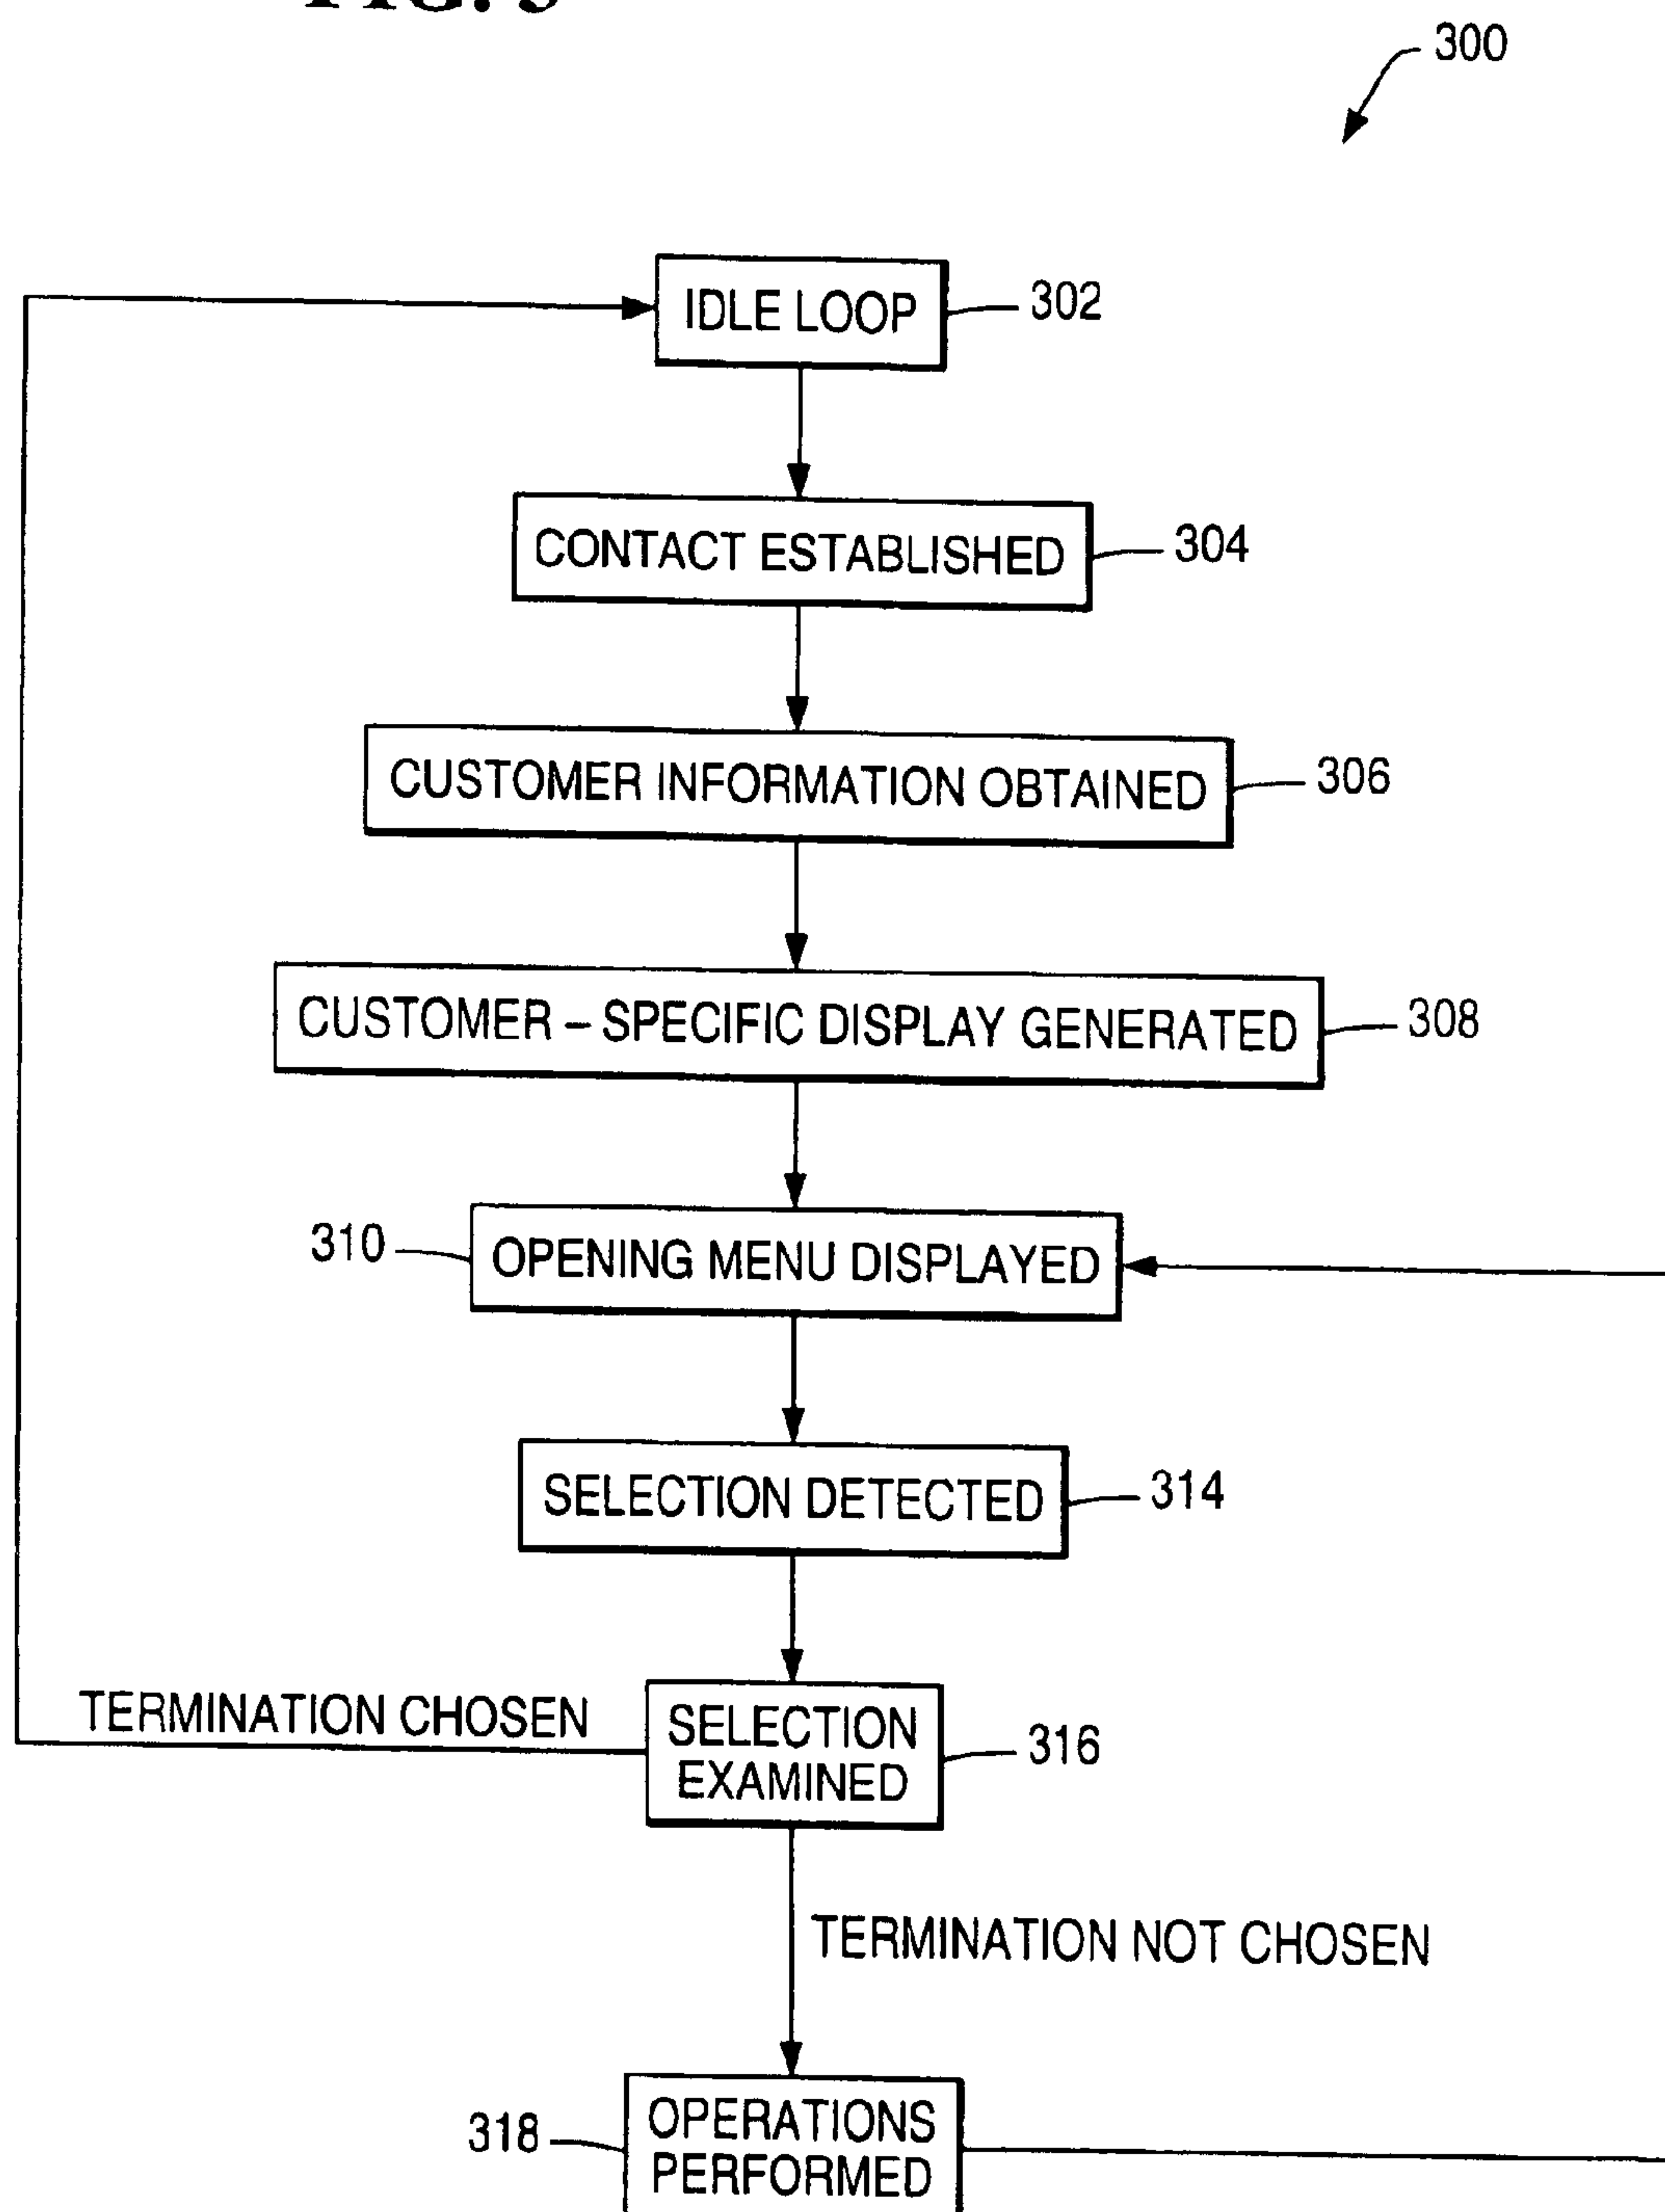 300
IDLE LOOP
302
CONTACT ESTABLISHED
304
CUSTOMER INFORMATION OBTAINED
306
CUSTOMER – SPECIFIC DISPLAY GENERATED
308
310
OPENING MENU DISPLAYED
SELECTION DETECTED
314
TERMINATION CHOSEN
SELECTION
EXAMINED
316
TERMINATION NOT CHOSEN
318
OPERATIONS
PERFORMED